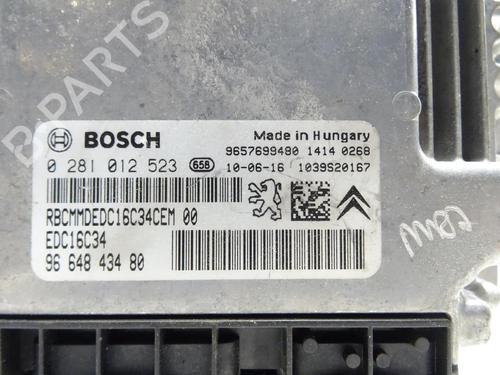 B PARTS
BOSCH
Made in Hungary
9657699480 1414 0268
0 281 012 523 65B 10-06-16 1039S20167
RBCMMDEDC16C34CEM 00
EDC16C34
96 648 434 80